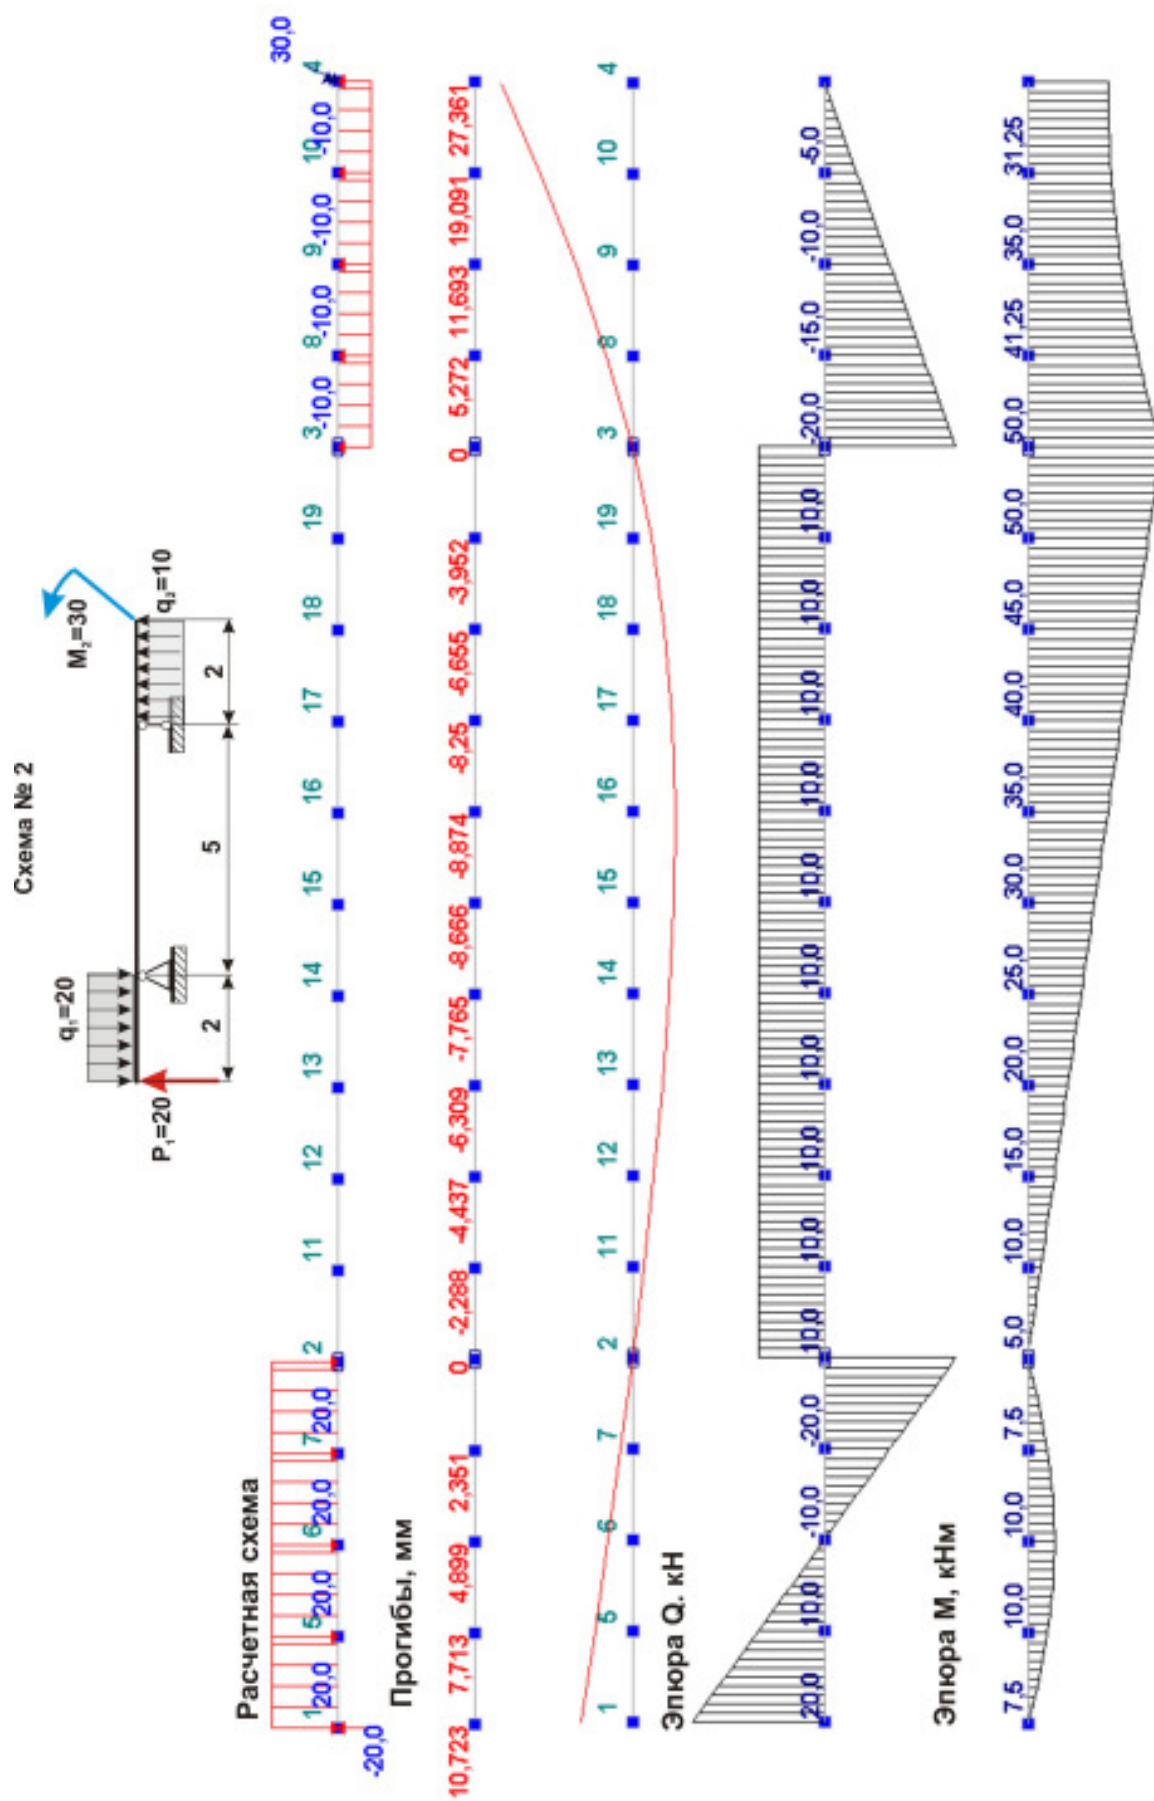 Схема № 2
q₁=20
P₁=20
M₂=30
q₂=10
2
5
2
Расчетная схема
1 5 6 7 2 11 12 13 14 15 16 17 18 19 3 8 9 10 4
20,0 20,0 20,0 20,0 -10,0 -10,0 -10,0 -10,0 30,0
-20,0
Прогибы, мм
10,723 7,713 4,899 2,351 0 -2,288 -4,437 -6,309 -7,765 -8,666 -8,874 -8,25 -6,655 -3,952 0 5,272 11,693 19,091 27,361
1 5 6 7 2 11 12 13 14 15 16 17 18 19 3 8 9 10 4
Эпюра Q. кН
20,0 10,0 -10,0 -20,0 10,0 10,0 10,0 10,0 10,0 10,0 10,0 10,0 10,0 10,0 -20,0 -15,0 -10,0 -5,0
Эпюра М, кНм
7,5 10,0 10,0 7,5 5,0 10,0 15,0 20,0 25,0 30,0 35,0 40,0 45,0 50,0 50,0 41,25 35,0 31,25